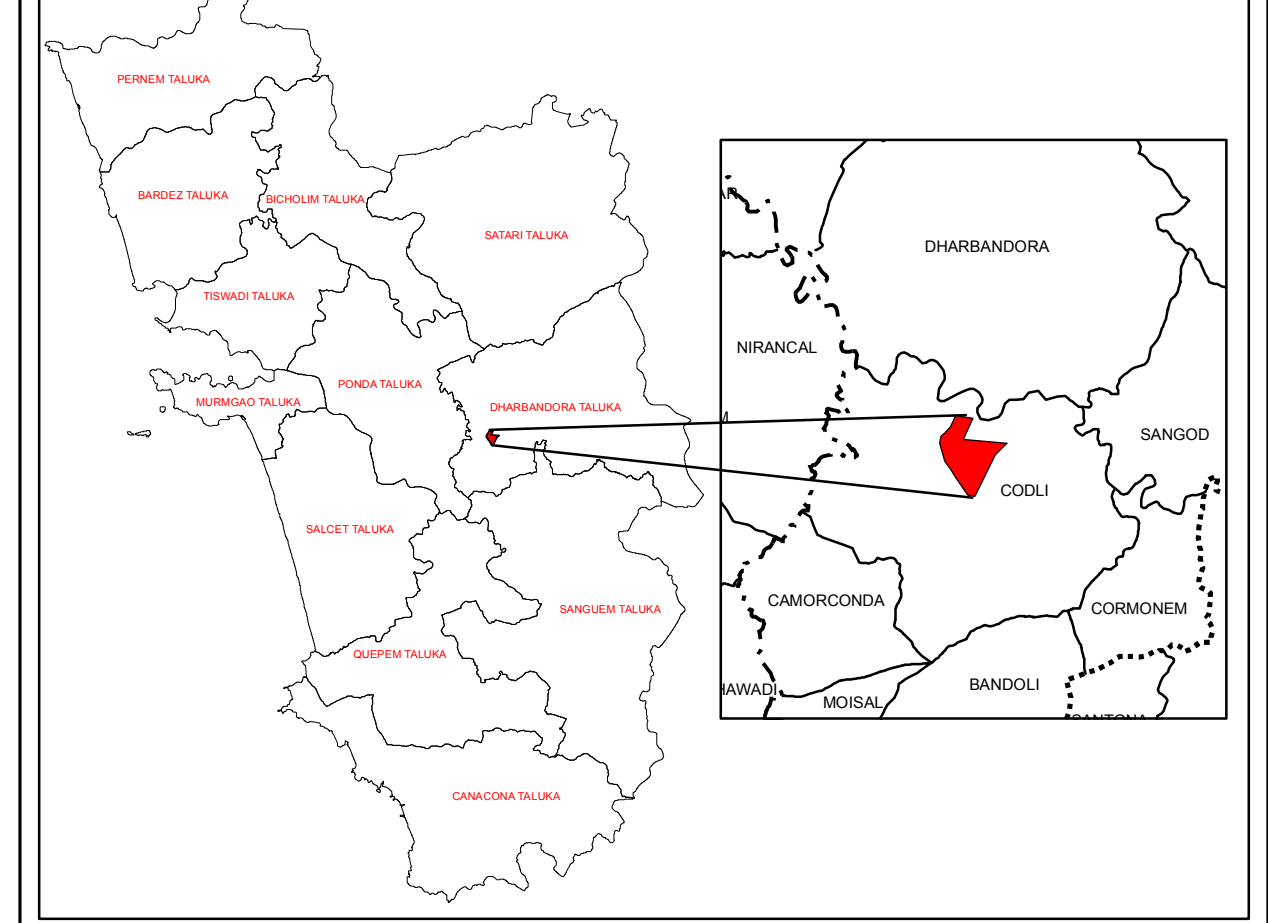 PERNEM TALUKA
BARDEZ TALUKA
BICHOLIM TALUKA
SATARI TALUKA
TISWADI TALUKA
PONDA TALUKA
MURMGAO TALUKA
DHARBANDORA TALUKA
SALCET TALUKA
SANGUEM TALUKA
QUEPEM TALUKA
CANACONA TALUKA
DHARBANDORA
NIRANCAL
SANGOD
CODLI
CAMORCONDA
CORMONEM
BANDOLI
MOISAL